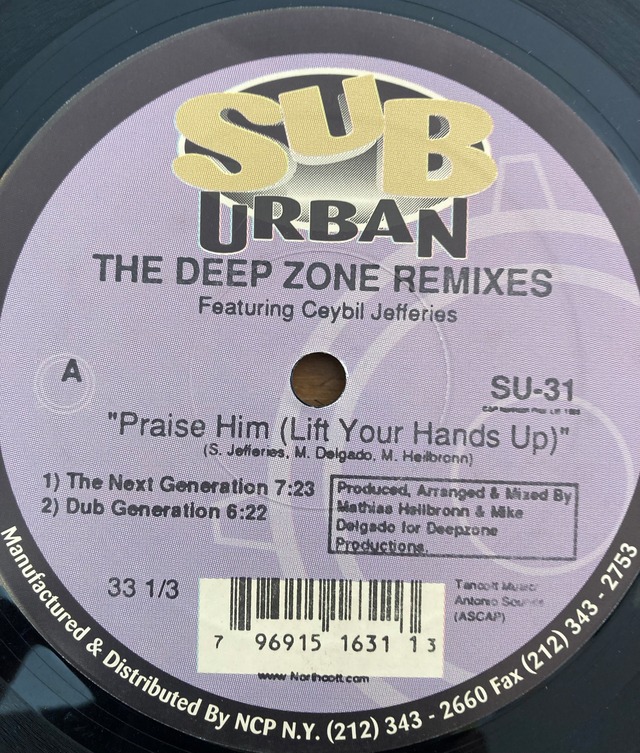 SUB
URBAN
THE DEEP ZONE REMIXES
Featuring Ceybil Jefferies
A
SU-31
"Praise Him (Lift Your Hands Up)"
(S. Jefferies, M. Delgado, M. Heilbronn)
1) The Next Generation 7:23
2) Dub Generation 6:22
Produced, Arranged & Mixed By
Mathias Heilbronn & Mike
Delgado for Deepzone
Productions.
33 1/3
7 96915 1631 1 3
www.Northcott.com
Music/
Antonio
(ASCAP)
Manufactured & Distributed By NCP N.Y. (212) 343 - 2660 Fax (212) 343 - 2753